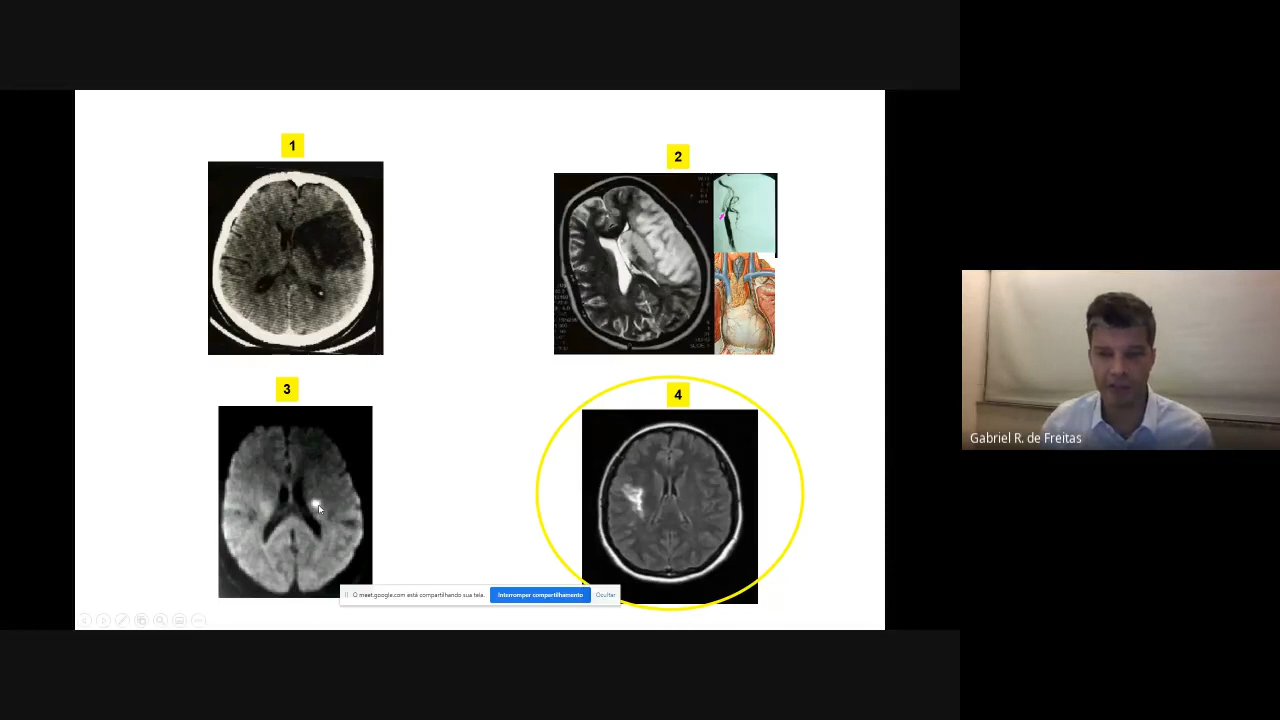 1
2
3
4
O meet.google.com está compartilhando sua tela.
Interromper compartilhamento
Ocultar
Gabriel R. de Freitas